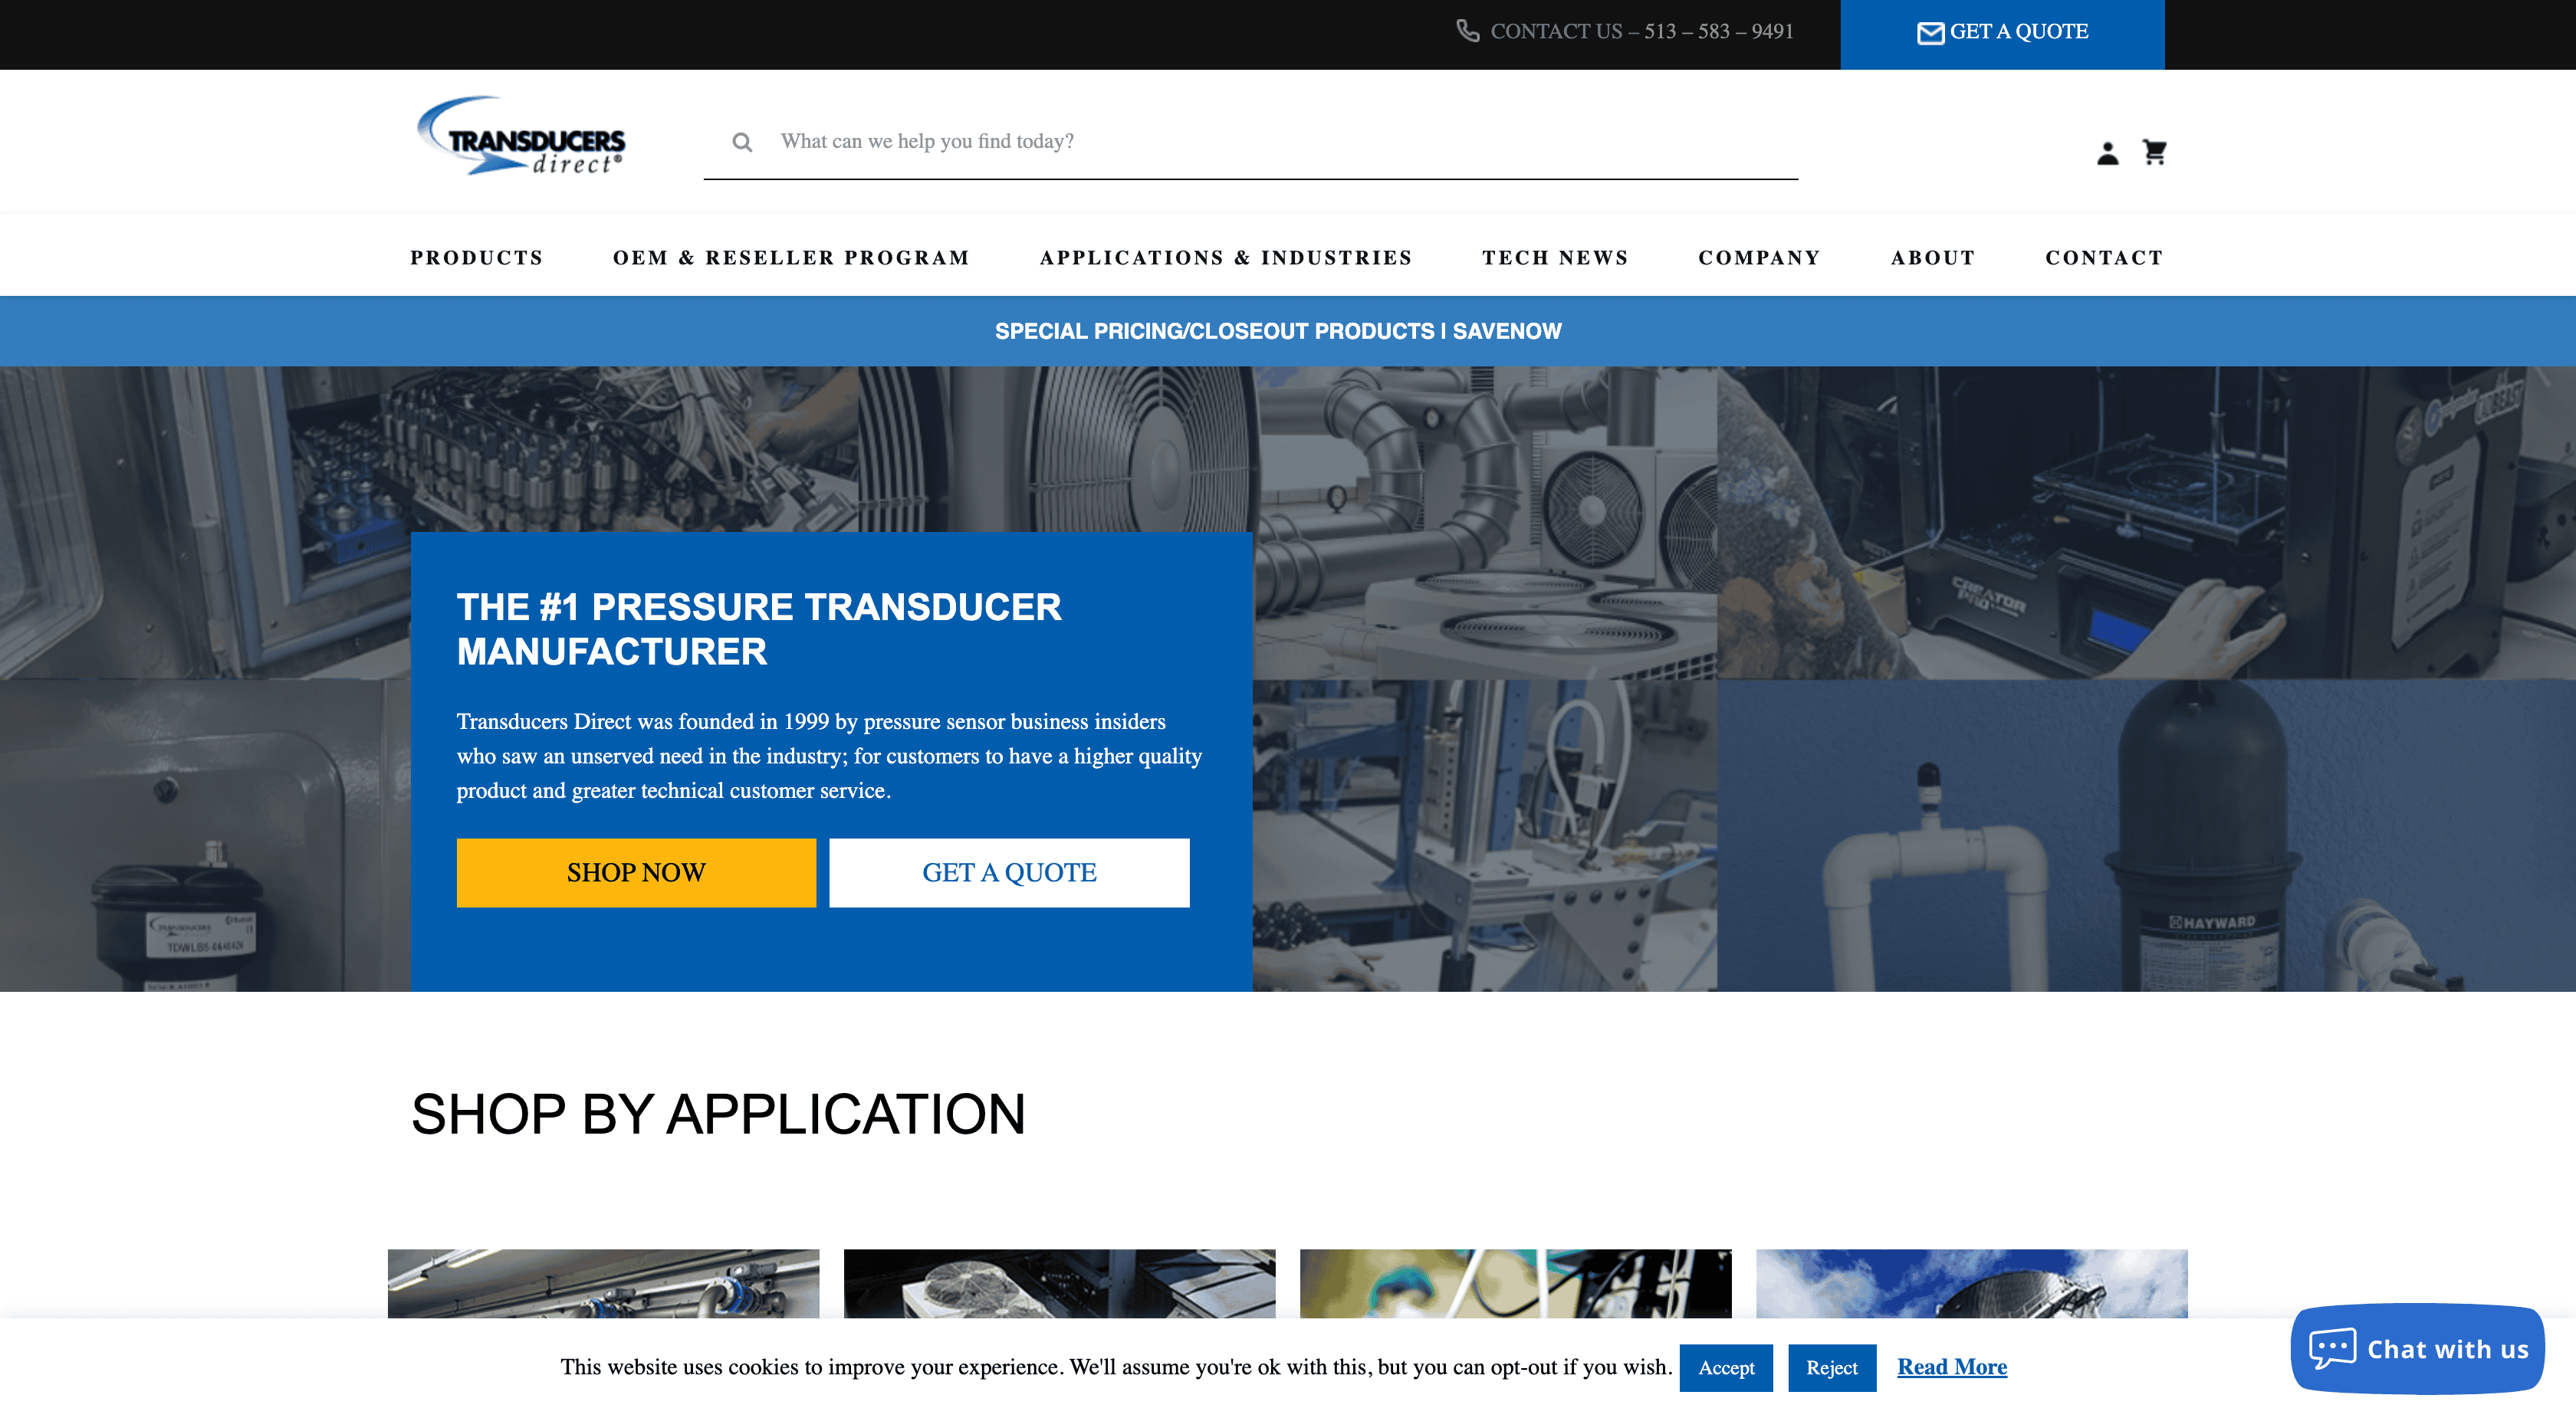 CONTACT US – 513 – 583 – 9491
GET A QUOTE
TRANSDUCERS
direct®
What can we help you find today?
PRODUCTS
OEM & RESELLER PROGRAM
APPLICATIONS & INDUSTRIES
TECH NEWS
COMPANY
ABOUT
CONTACT
SPECIAL PRICING/CLOSEOUT PRODUCTS | SAVENOW
CREATOR
PRO
THE #1 PRESSURE TRANSDUCER
MANUFACTURER
Transducers Direct was founded in 1999 by pressure sensor business insiders
who saw an unserved need in the industry; for customers to have a higher quality
product and greater technical customer service.
SHOP NOW
GET A QUOTE
TRANSDUCERS
HAYWARD
SHOP BY APPLICATION
This website uses cookies to improve your experience. We'll assume you're ok with this, but you can opt-out if you wish.
Accept
Reject
Read More
Chat with us